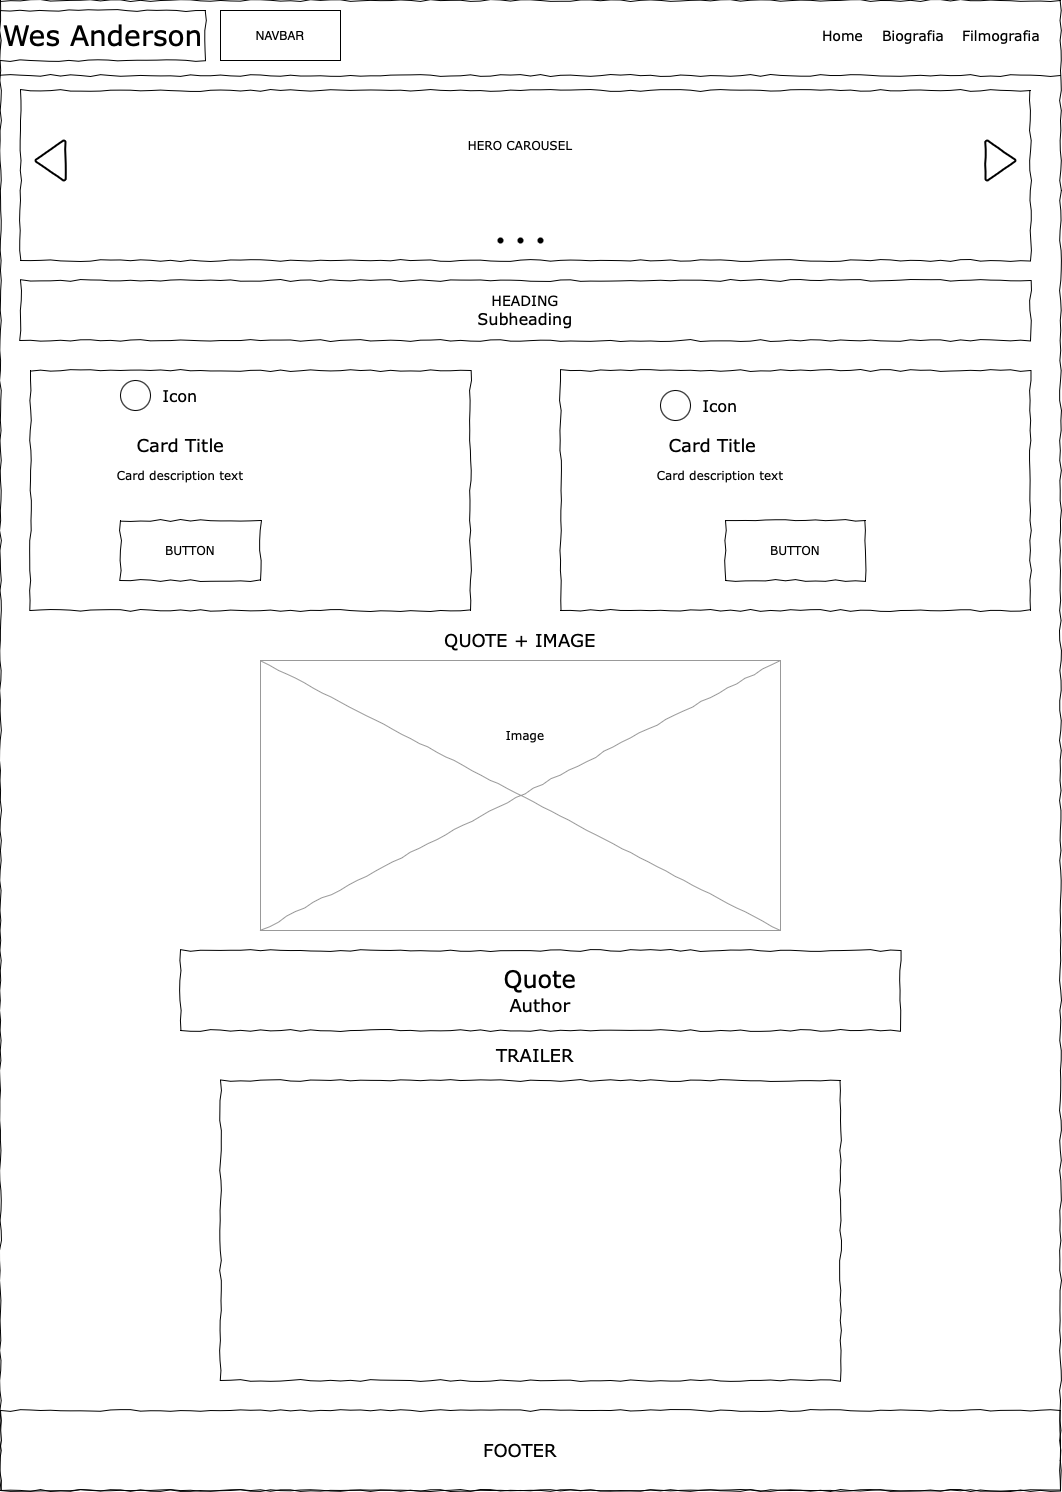 Wes Anderson
NAVBAR
Home
Biografia
Filmografia
HERO CAROUSEL
HEADING
Subheading
Icon
Card Title
Card description text
BUTTON
Icon
Card Title
Card description text
BUTTON
QUOTE + IMAGE
Image
Quote
Author
TRAILER
FOOTER